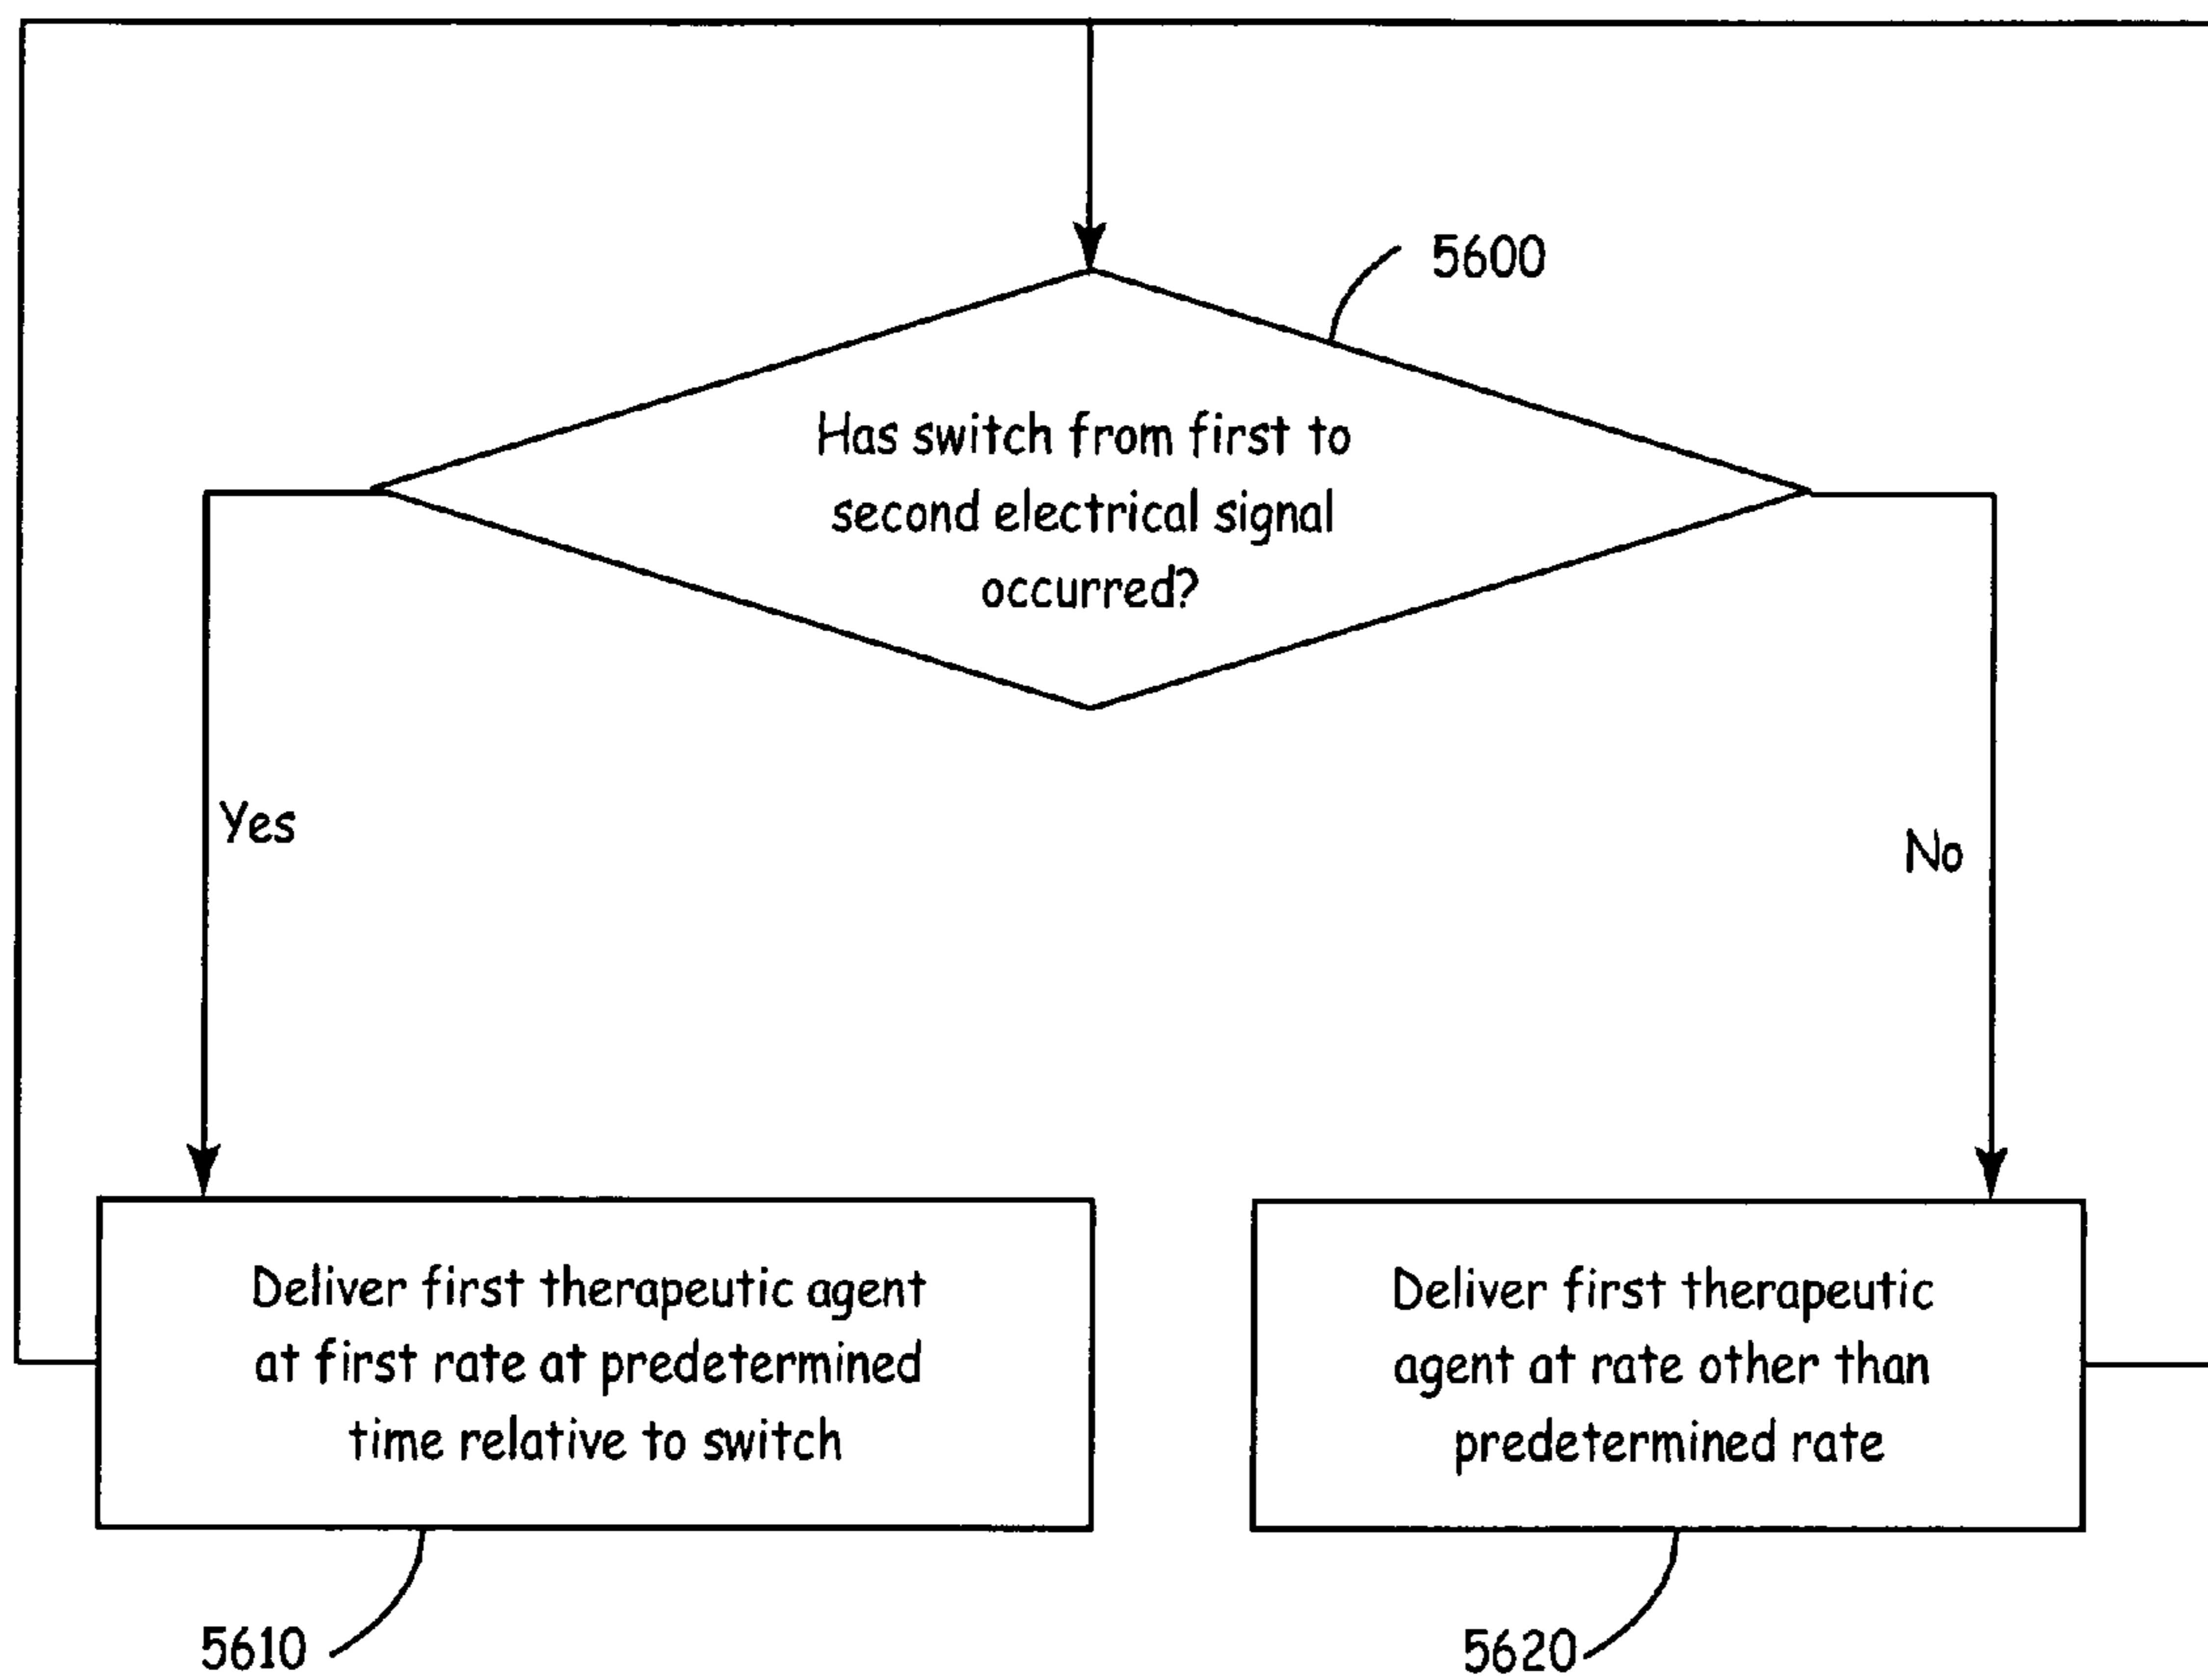 5600
Has switch from first to
second electrical signal
occurred?
Yes
No
Deliver first therapeutic agent
at first rate at predetermined
time relative to switch
Deliver first therapeutic
agent at rate other than
predetermined rate
5610
5620